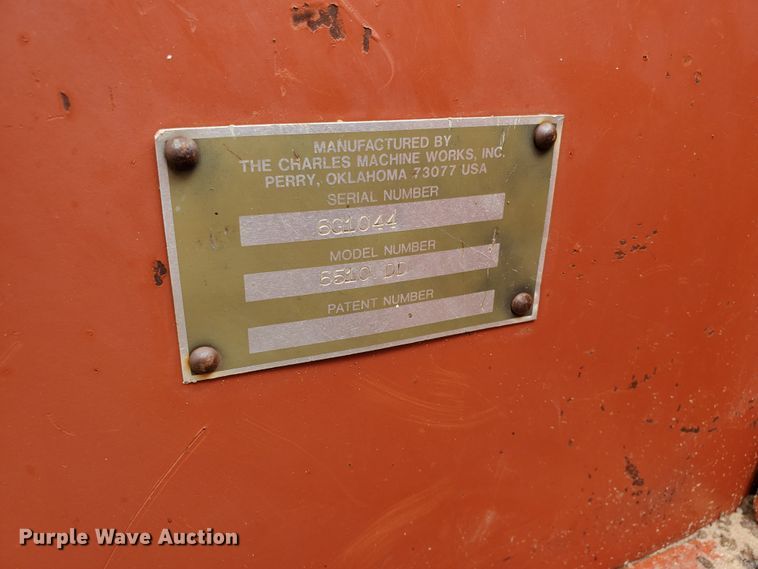 MANUFACTURED BY
THE CHARLES MACHINE WORKS, INC.
PERRY, OKLAHOMA 73077 USA
SERIAL NUMBER
6G1044
MODEL NUMBER
6510 DD
PATENT NUMBER
Purple Wave Auction